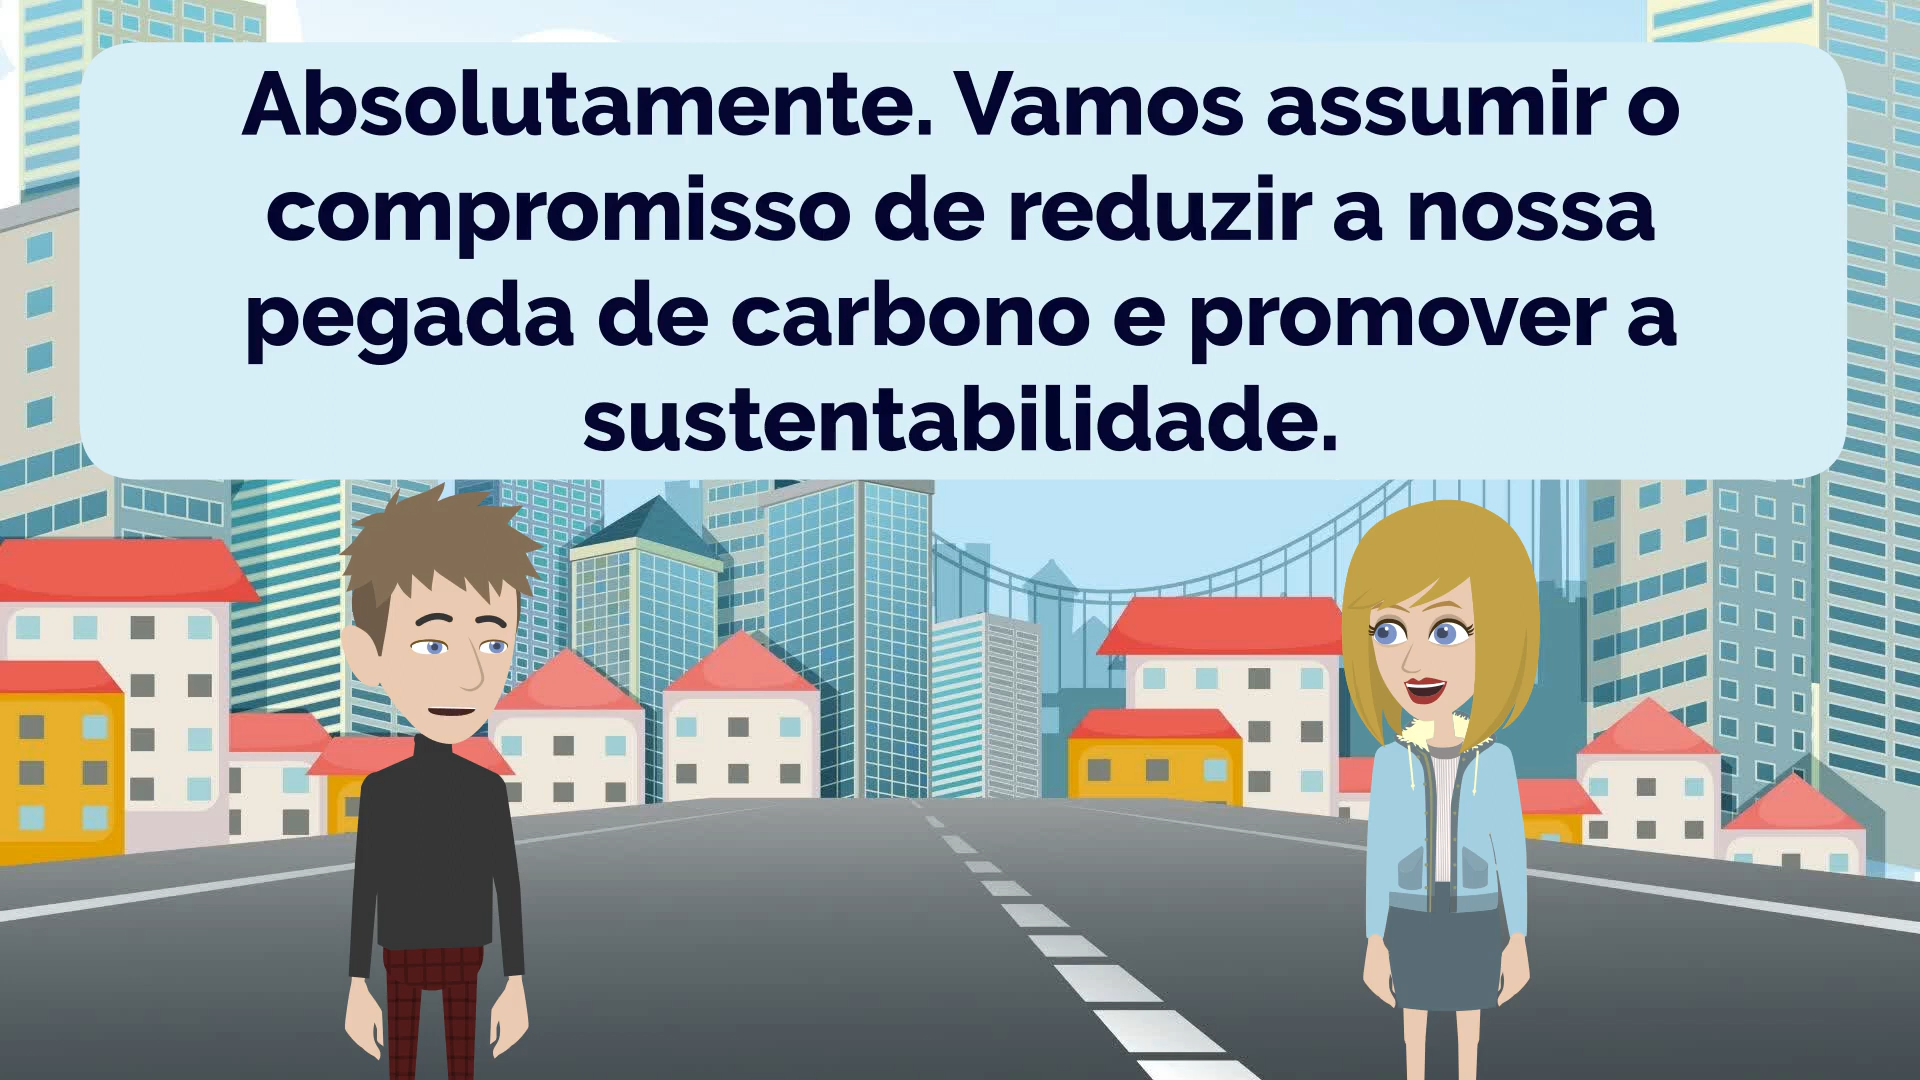 Absolutamente. Vamos assumir o
compromisso de reduzir a nossa
pegada de carbono e promover a
sustentabilidade.